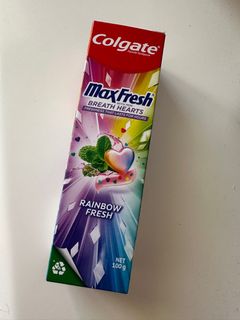 Colgate
MaxFresh
BREATH HEARTS
RAINBOW
FRESH
NET
100g